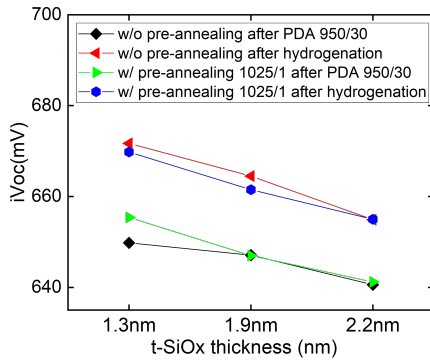 700
w/o pre-annealing after PDA 950/30
w/o pre-annealing after hydrogenation
w/ pre-annealing 1025/1 after PDA 950/30
w/ pre-annealing 1025/1 after hydrogenation
680
660
640
iVoc(mV)
1.3nm 1.9nm 2.2nm
t-SiOx thickness (nm)